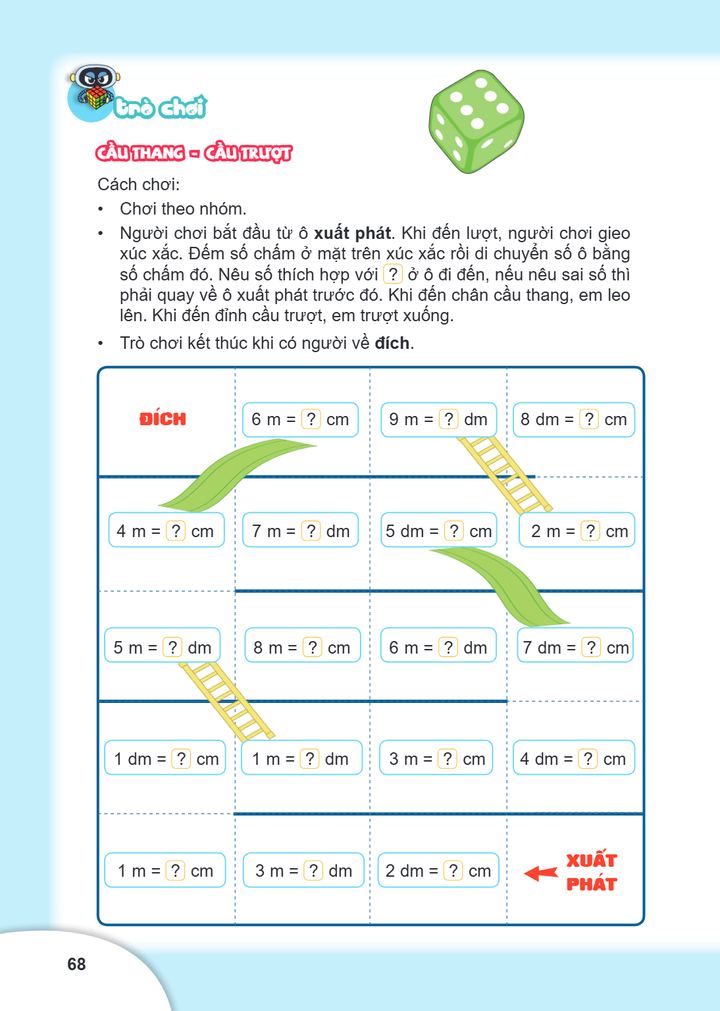 trò chơi
CẦU THANG - CẦU TRƯỢT
Cách chơi:
• Chơi theo nhóm.
• Người chơi bắt đầu từ ô xuất phát. Khi đến lượt, người chơi gieo
xúc xắc. Đếm số chấm ở mặt trên xúc xắc rồi di chuyển số ô bằng
số chấm đó. Nêu số thích hợp với ? ở ô đi đến, nếu nêu sai số thì
phải quay về ô xuất phát trước đó. Khi đến chân cầu thang, em leo
lên. Khi đến đỉnh cầu trượt, em trượt xuống.
• Trò chơi kết thúc khi có người về đích.
ĐÍCH
6 m = ? cm
9 m = ? dm
8 dm = ? cm
4 m = ? cm
7 m = ? dm
5 dm = ? cm
2 m = ? cm
5 m = ? dm
8 m = ? cm
6 m = ? dm
7 dm = ? cm
1 dm = ? cm
1 m = ? dm
3 m = ? cm
4 dm = ? cm
1 m = ? cm
3 m = ? dm
2 dm = ? cm
XUẤT
PHÁT
68